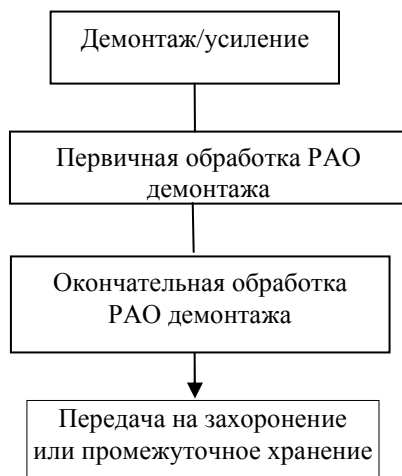 Демонтаж/усиление
Первичная обработка РАО
демонтажа
Окончательная обработка
РАО демонтажа
Передача на захоронение
или промежуточное хранение